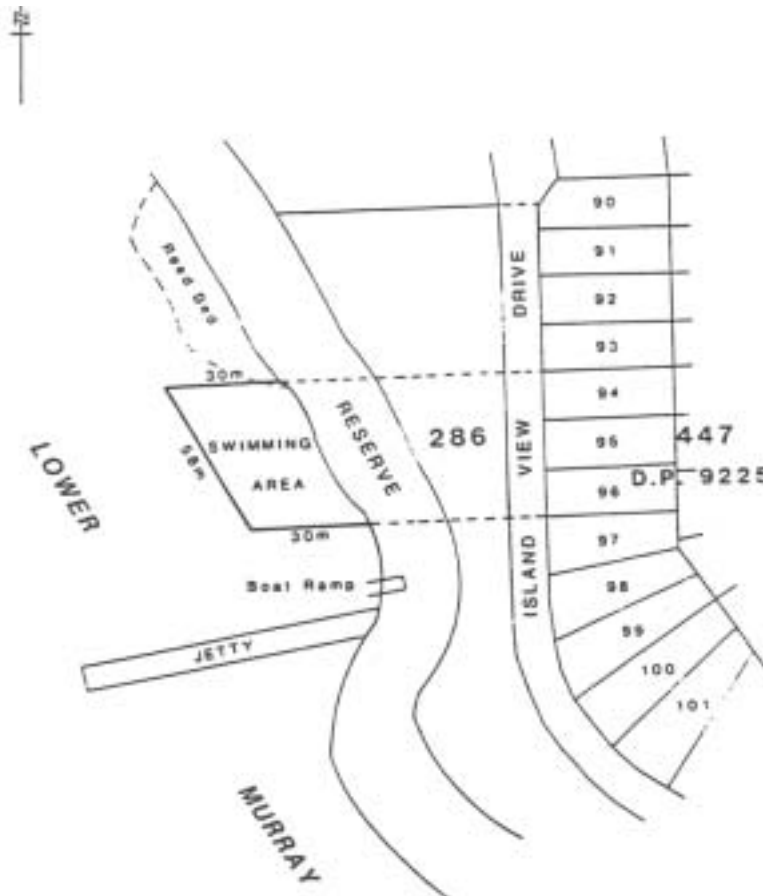 90
91
92
DRIVE
Reed Bed
93
30m
94
RESERVE
286
VIEW
95
447
LOWER
58m
SWIMMING
AREA
96
D.P. 9225
30m
97
ISLAND
Boat Ramp
98
99
JETTY
100
101
MURRAY